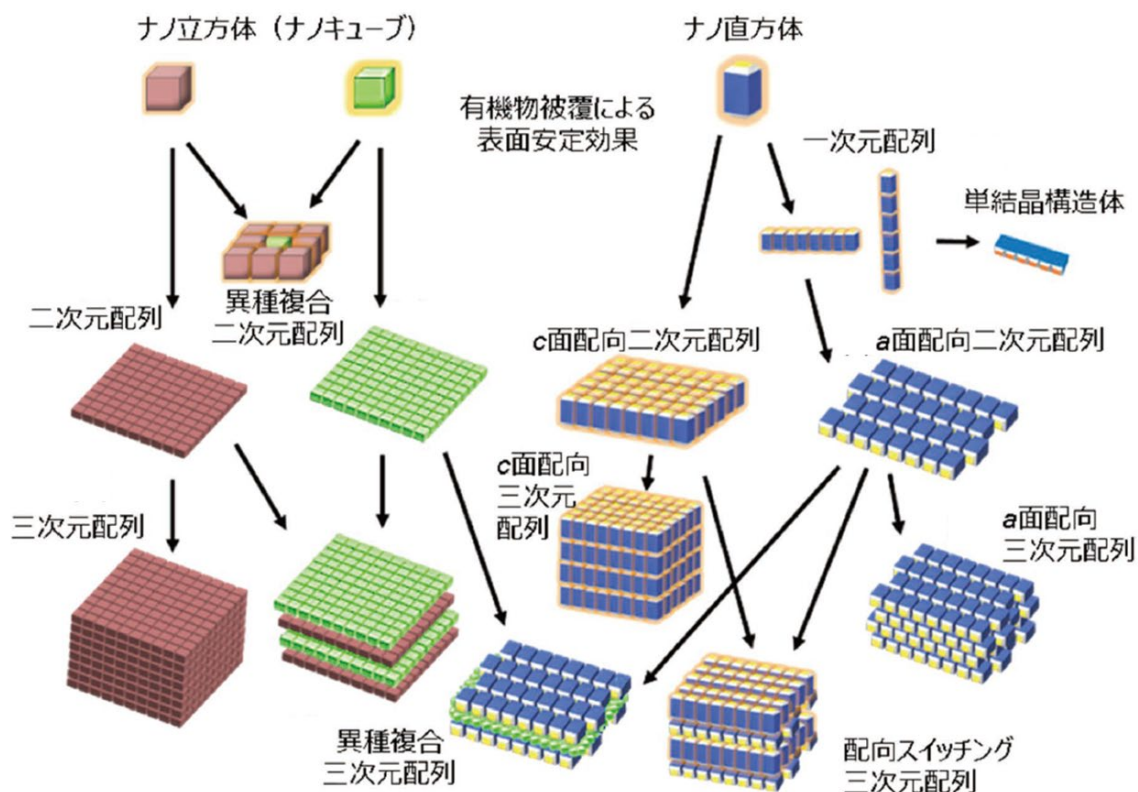 ナノ立方体（ナノキューブ）
ナノ直方体
有機物被覆による
表面安定効果
一次元配列
単結晶構造体
異種複合
二次元配列
二次元配列
c面配向二次元配列
a面配向二次元配列
c面配向
三次元
配列
三次元配列
a面配向
三次元配列
異種複合
三次元配列
配向スイッチング
三次元配列